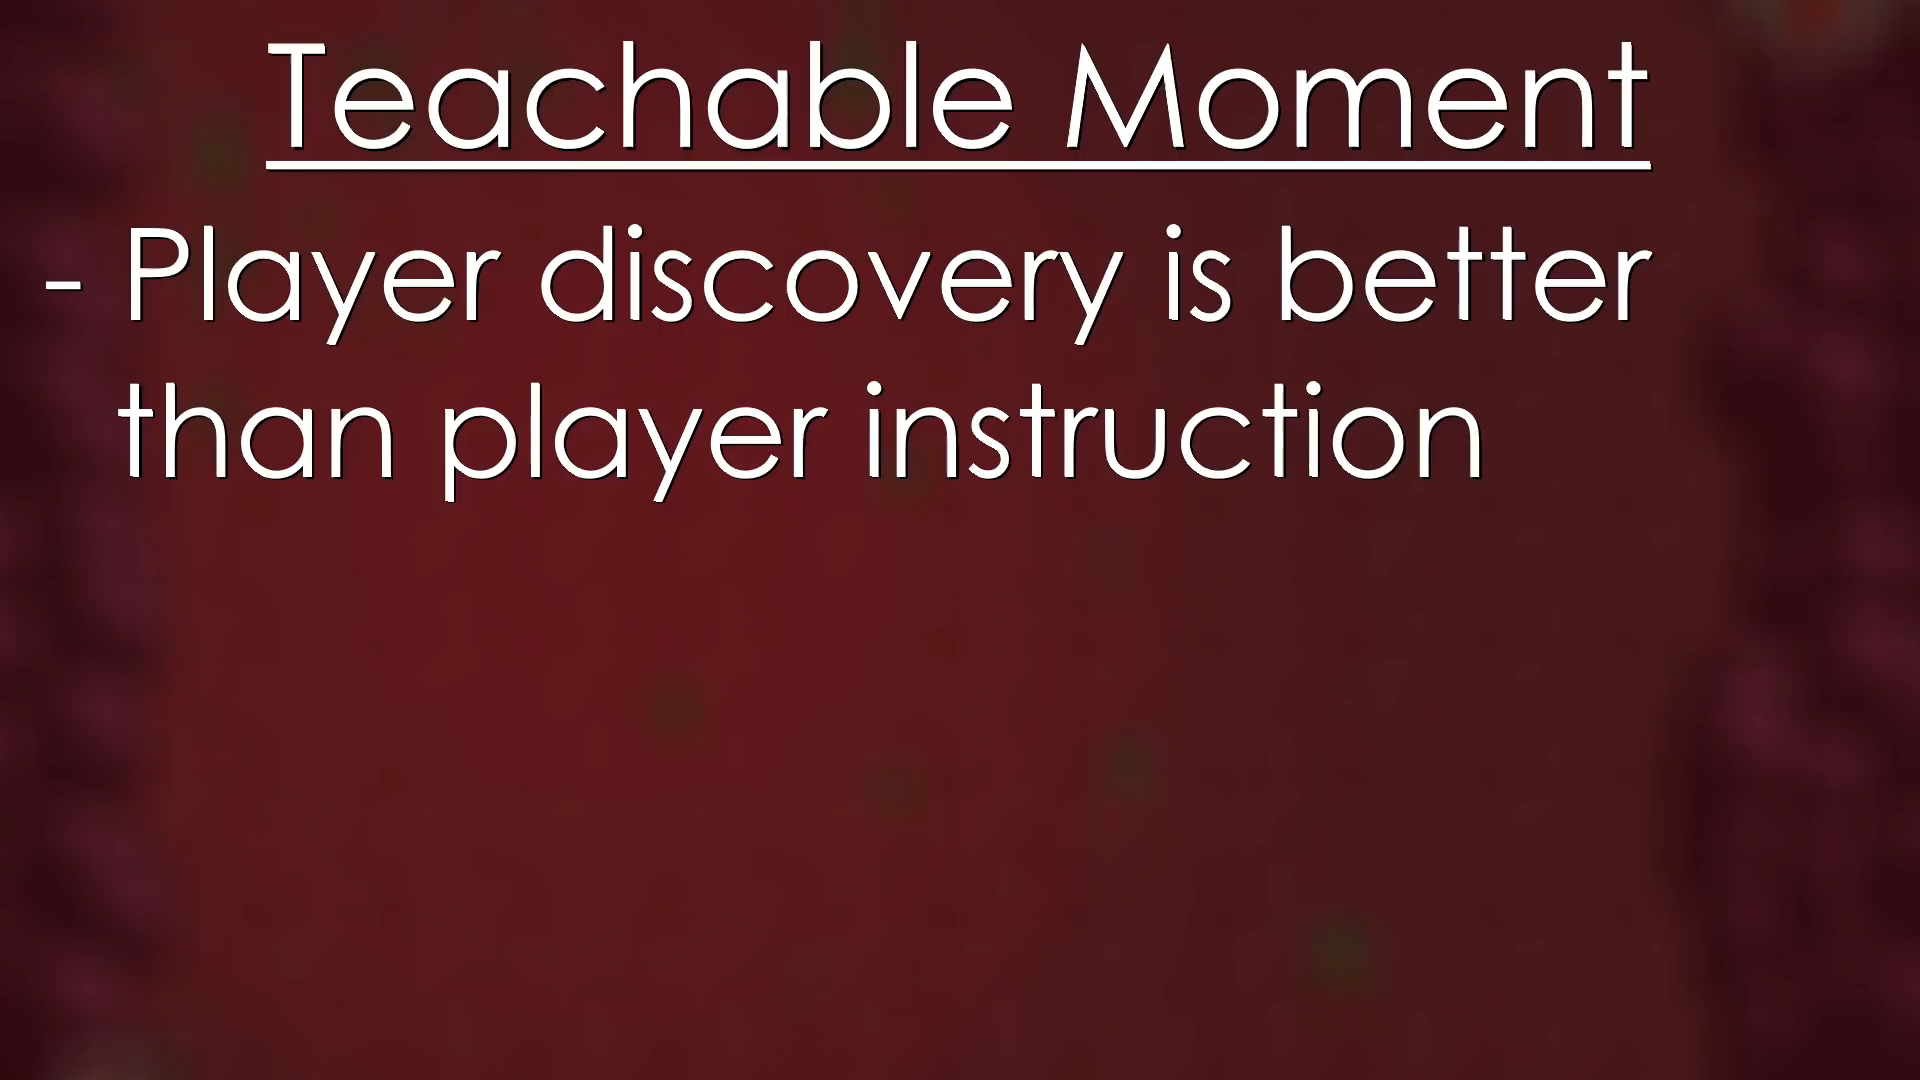 Teachable Moment
- Player discovery is better
than player instruction